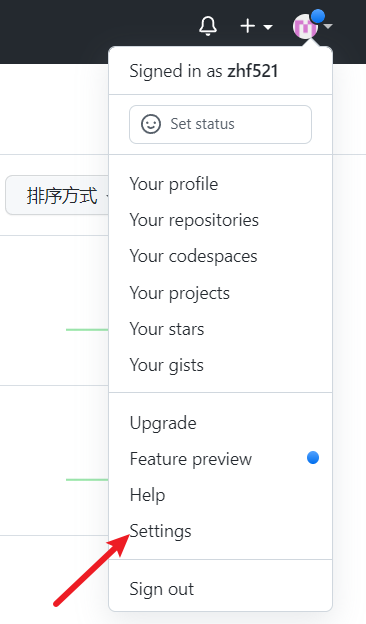 Signed in as zhf521
Set status
Your profile
排序方式
Your repositories
Your codespaces
Your projects
Your stars
Your gists
Upgrade
Feature preview
Help
Settings
Sign out